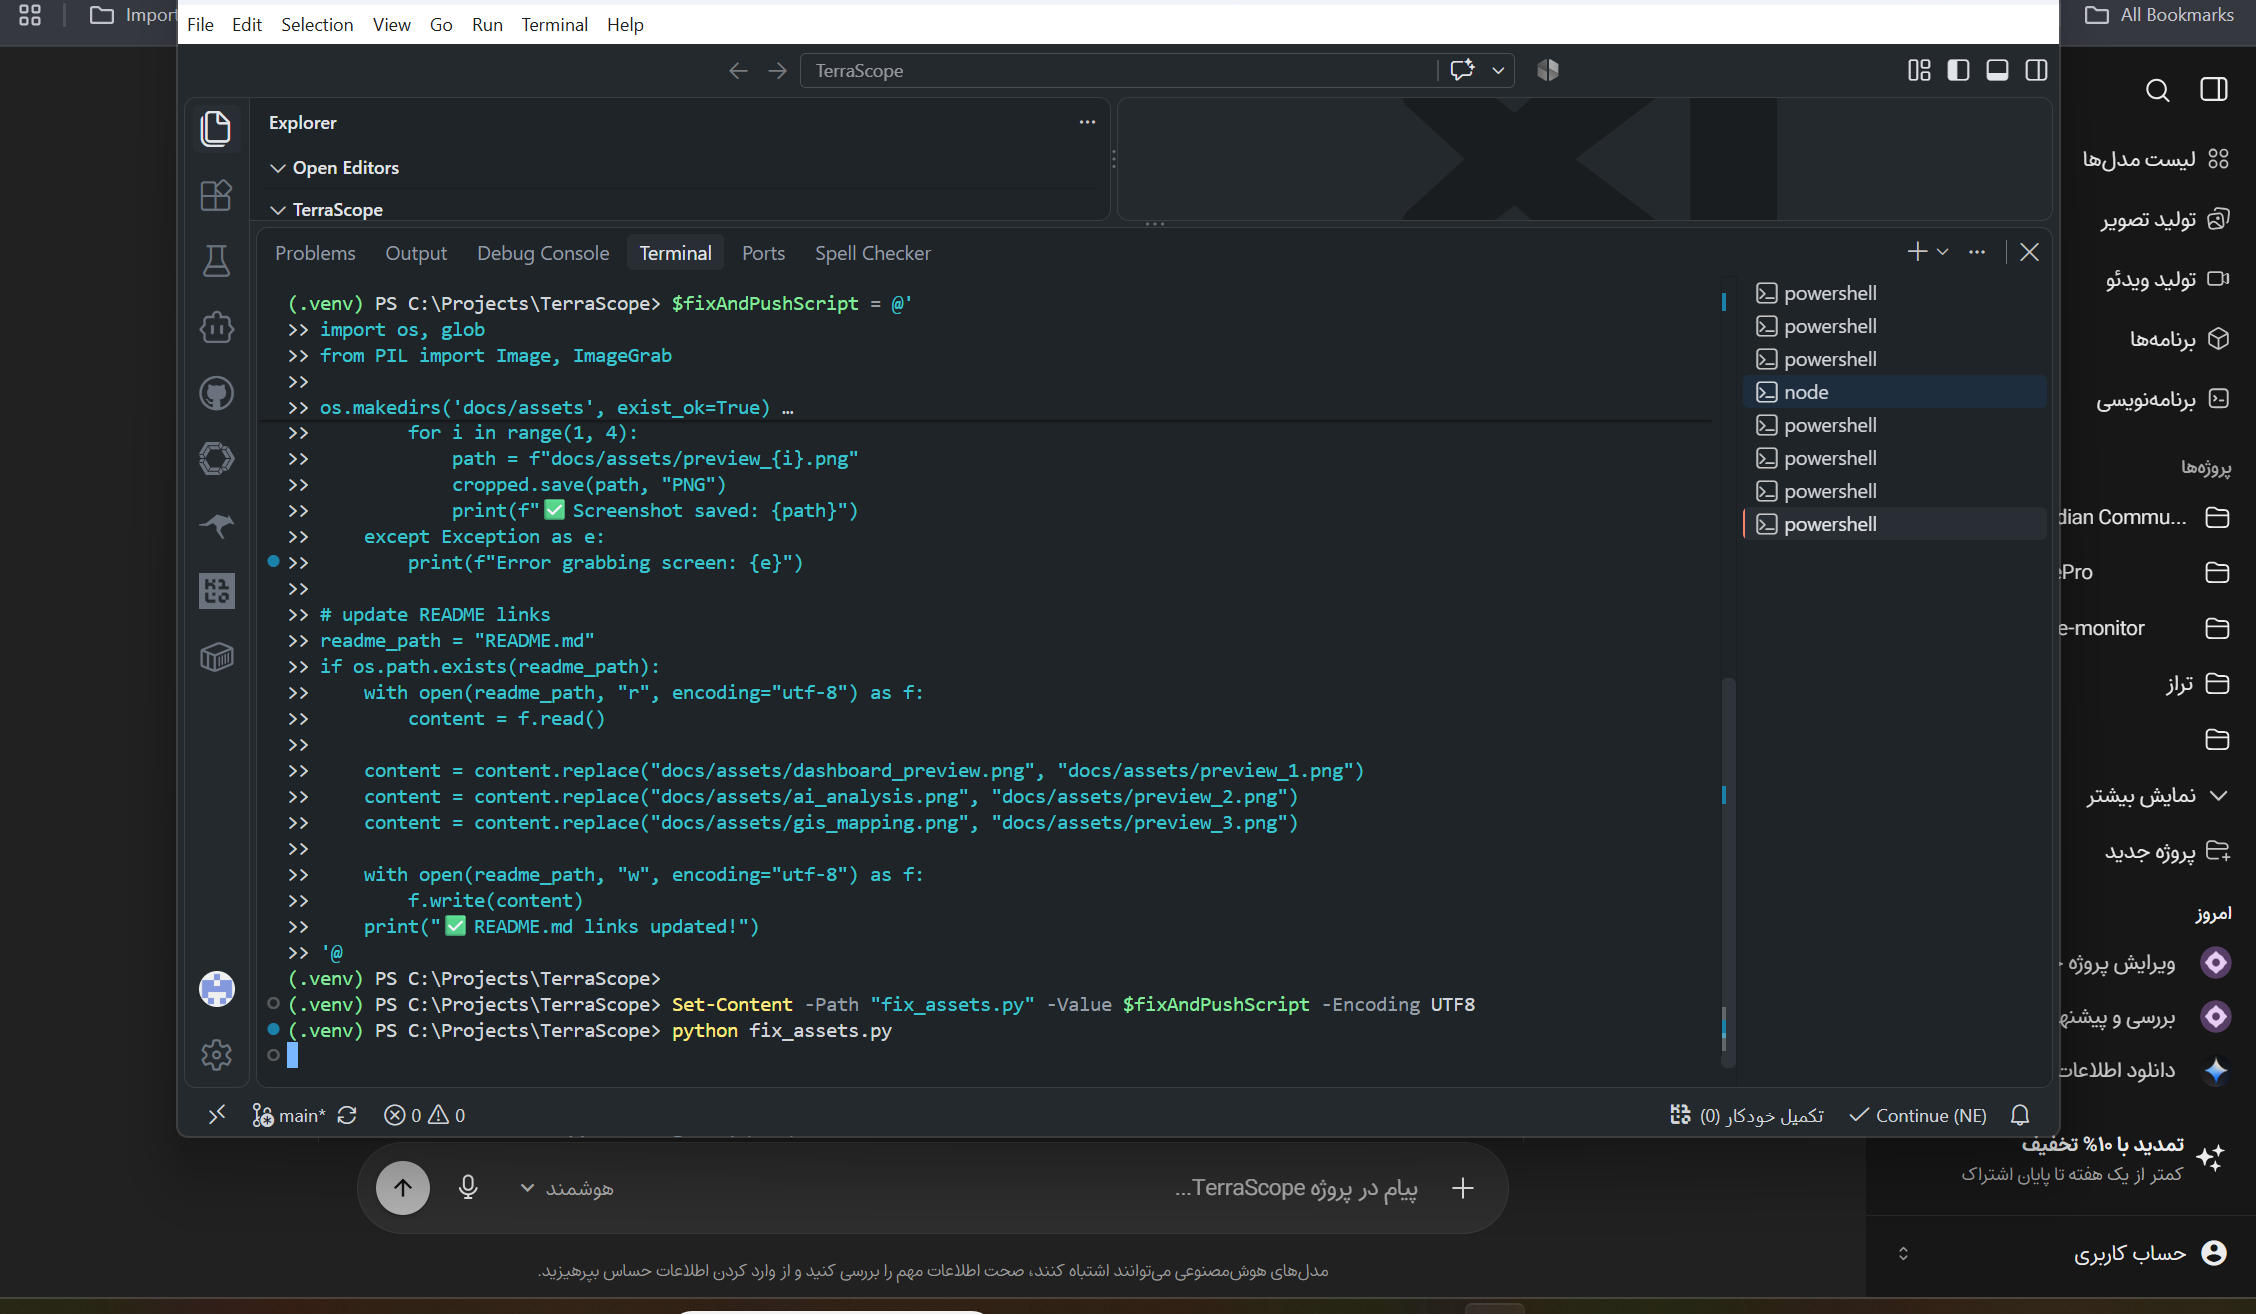 Import
All Bookmarks
File Edit Selection View Go Run Terminal Help
TerraScope
Explorer
Open Editors
TerraScope
Problems Output Debug Console Terminal Ports Spell Checker
(.venv) PS C:\Projects\TerraScope> $fixAndPushScript = @'
>> import os, glob
>> from PIL import Image, ImageGrab
>>
>> os.makedirs('docs/assets', exist_ok=True) …
>>         for i in range(1, 4):
>>             path = f"docs/assets/preview_{i}.png"
>>             cropped.save(path, "PNG")
>>             print(f"✅ Screenshot saved: {path}")
>>     except Exception as e:
>>         print(f"Error grabbing screen: {e}")
>>
>> # update README links
>> readme_path = "README.md"
>> if os.path.exists(readme_path):
>>     with open(readme_path, "r", encoding="utf-8") as f:
>>         content = f.read()
>>
>>     content = content.replace("docs/assets/dashboard_preview.png", "docs/assets/preview_1.png")
>>     content = content.replace("docs/assets/ai_analysis.png", "docs/assets/preview_2.png")
>>     content = content.replace("docs/assets/gis_mapping.png", "docs/assets/preview_3.png")
>>
>>     with open(readme_path, "w", encoding="utf-8") as f:
>>         f.write(content)
>>     print("✅ README.md links updated!")
>> '@
(.venv) PS C:\Projects\TerraScope>
(.venv) PS C:\Projects\TerraScope> Set-Content -Path "fix_assets.py" -Value $fixAndPushScript -Encoding UTF8
(.venv) PS C:\Projects\TerraScope> python fix_assets.py
powershell
powershell
powershell
node
powershell
powershell
powershell
powershell
main* 0 0
تکمیل خودکار (0)
Continue (NE)
لیست مدل‌ها
تولید تصویر
تولید ویدئو
برنامه‌ها
برنامه‌نویسی
پروژه‌ها
dian Commu...
ePro
e-monitor
تراز
نمایش بیشتر
پروژه جدید
امروز
ویرایش پروژه
بررسی و پیشنه
دانلود اطلاعات
تمدید با ۱۰% تخفیف
کمتر از یک هفته تا پایان اشتراک
حساب کاربری
پیام در پروژه TerraScope...
هوشمند
مدل‌های هوش‌مصنوعی می‌توانند اشتباه کنند، صحت اطلاعات مهم را بررسی کنید و از وارد کردن اطلاعات حساس بپرهیزید.